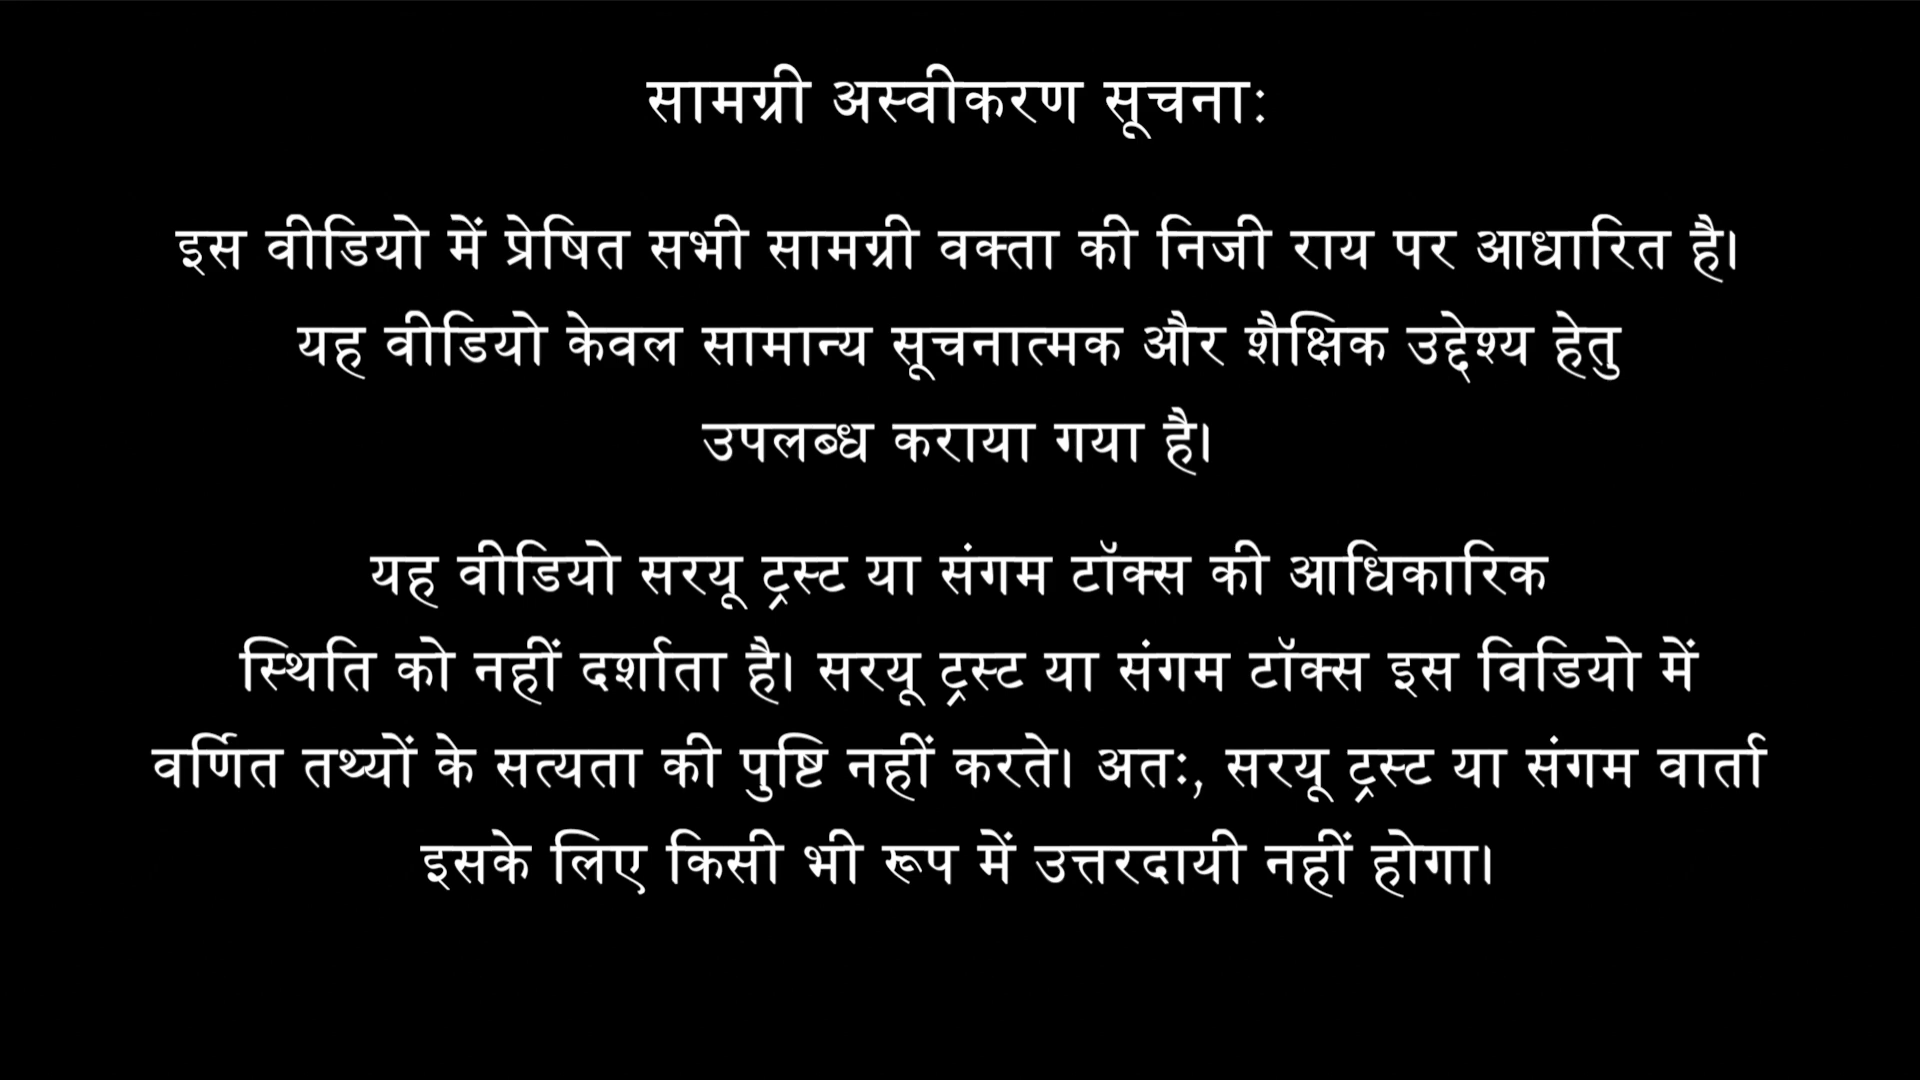 सामग्री अस्वीकरण सूचनाः
इस वीडियो में प्रेषित सभी सामग्री वक्ता की निजी राय पर आधारित है।
यह वीडियो केवल सामान्य सूचनात्मक और शैक्षिक उद्देश्य हेतु
उपलब्ध कराया गया है।
यह वीडियो सरयू ट्रस्ट या संगम टॉक्स की आधिकारिक
स्थिति को नहीं दर्शाता है। सरयू ट्रस्ट या संगम टॉक्स इस विडियो में
वर्णित तथ्यों के सत्यता की पुष्टि नहीं करते। अतः, सरयू ट्रस्ट या संगम वार्ता
इसके लिए किसी भी रूप में उत्तरदायी नहीं होगा।